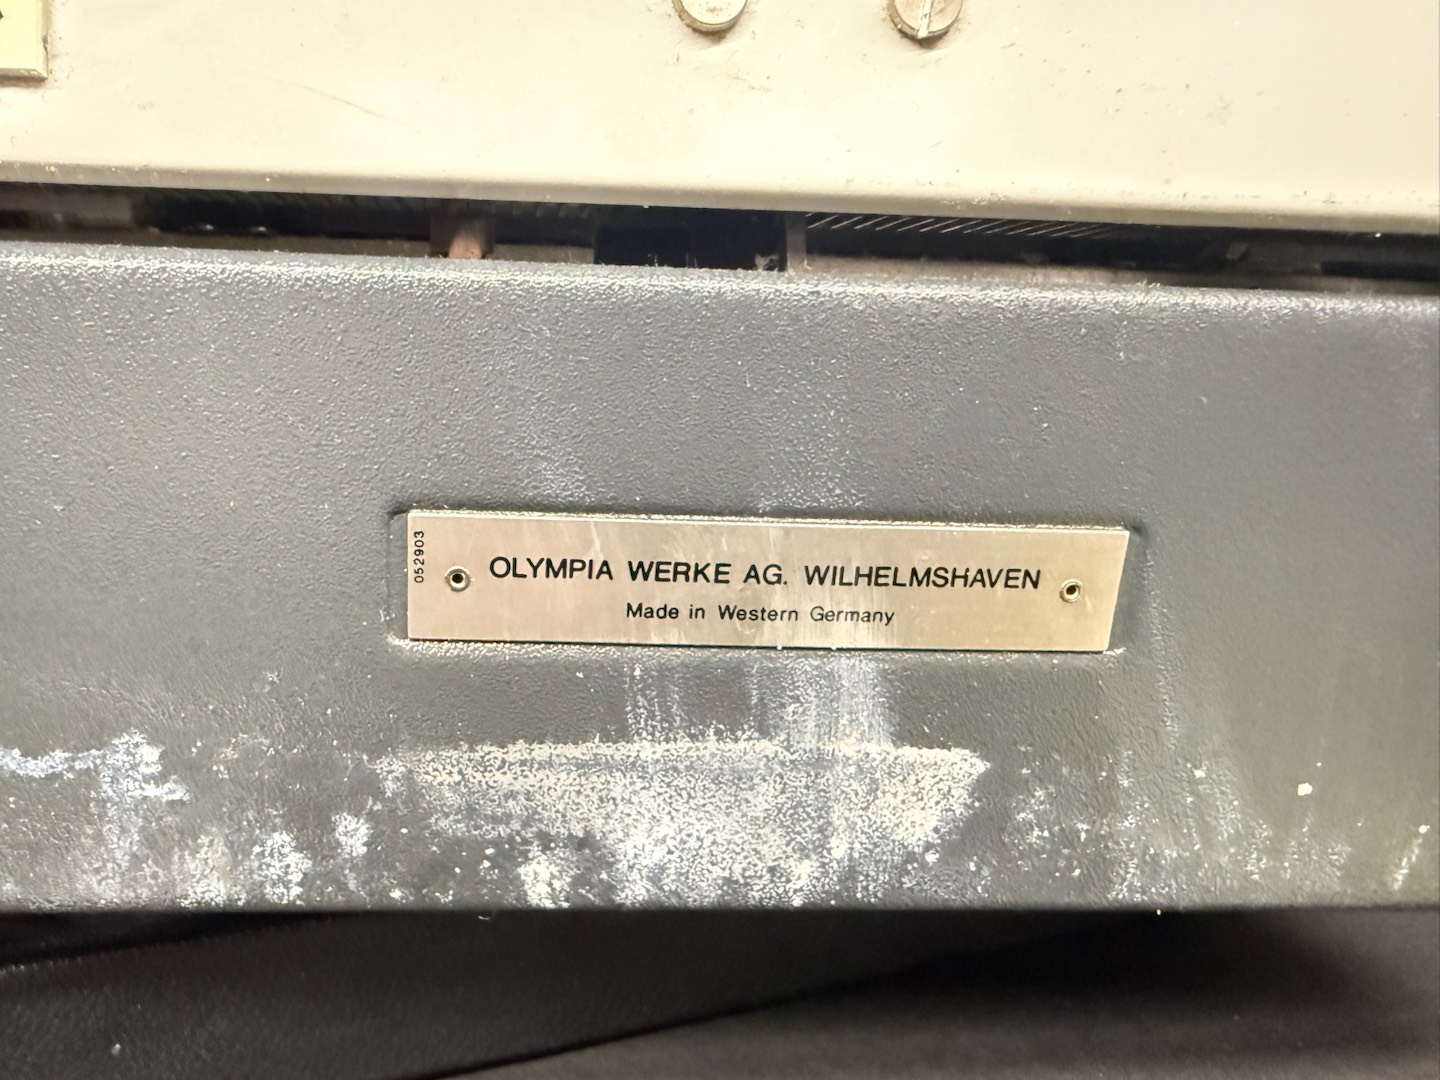 052903
OLYMPIA WERKE AG. WILHELMSHAVEN
Made in Western Germany